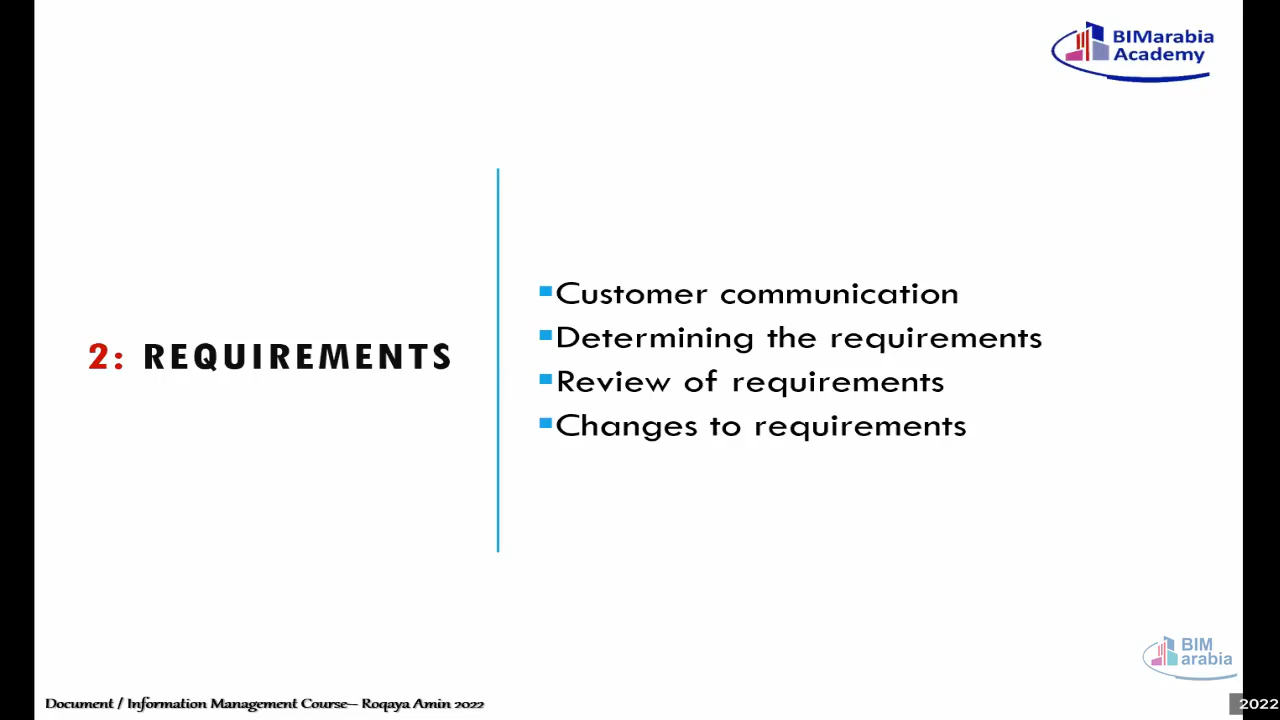 BIMarabia
Academy
2: REQUIREMENTS
Customer communication
Determining the requirements
Review of requirements
Changes to requirements
BIM
arabia
Document / Information Management Course– Roqaya Amin 2022
2022